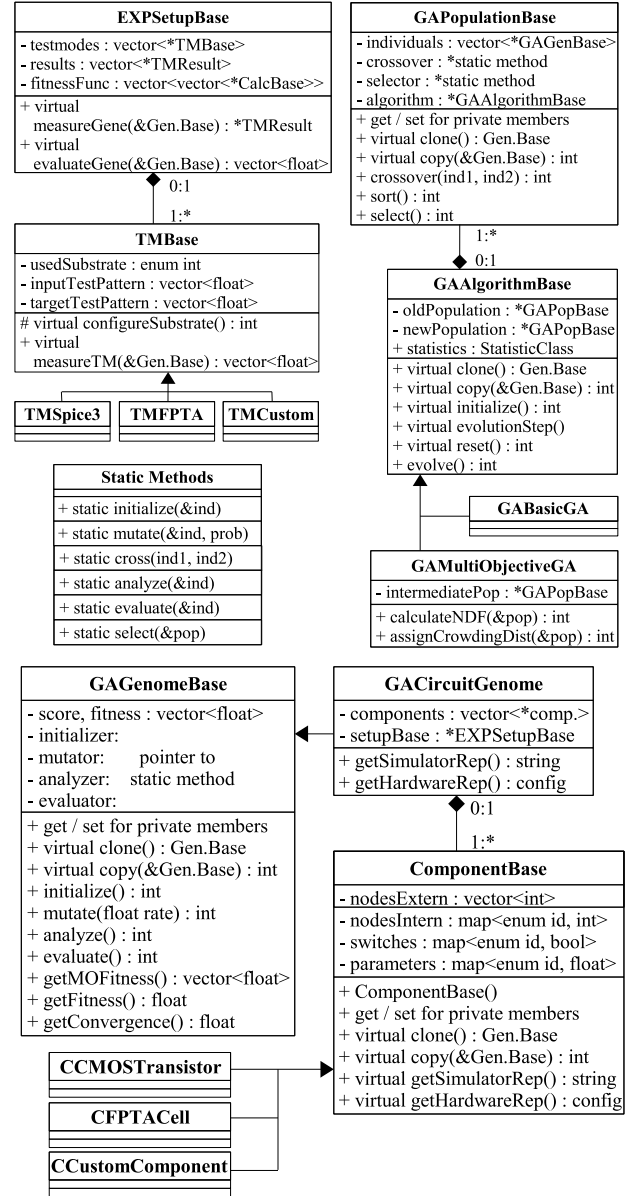 EXPSetupBase
- testmodes : vector<*TMBase>
- results : vector<*TMResult>
- fitnessFunc : vector<vector<*CalcBase>>
+ virtual
measureGene(&Gen.Base) : *TMResult
+ virtual
evaluateGene(&Gen.Base) : vector<float>
0:1
1:*
TMBase
- usedSubstrate : enum int
- inputTestPattern : vector<float>
- targetTestPattern : vector<float>
# virtual configureSubstrate() : int
+ virtual
measureTM(&Gen.Base) : vector<float>
TMSpice3
TMFPTA
TMCustom
Static Methods
+ static initialize(&ind)
+ static mutate(&ind, prob)
+ static cross(ind1, ind2)
+ static analyze(&ind)
+ static evaluate(&ind)
+ static select(&pop)
GAPopulationBase
- individuals : vector<*GAGenBase>
- crossover : *static method
- selector : *static method
- algorithm : *GAAlgorithmBase
+ get / set for private members
+ virtual clone() : Gen.Base
+ virtual copy(&Gen.Base) : int
+ crossover(ind1, ind2) : int
+ sort() : int
+ select() : int
1:*
0:1
GAAlgorithmBase
- oldPopulation : *GAPopBase
- newPopulation : *GAPopBase
+ statistics : StatisticClass
+ virtual clone() : Gen.Base
+ virtual copy(&Gen.Base) : int
+ virtual initialize() : int
+ virtual evolutionStep()
+ virtual reset() : int
+ evolve() : int
GABasicGA
GAMultiObjectiveGA
- intermediatePop : *GAPopBase
+ calculateNDF(&pop) : int
+ assignCrowdingDist(&pop) : int
GAGenomeBase
- score, fitness : vector<float>
- initializer:
- mutator: pointer to
- analyzer: static method
- evaluator:
+ get / set for private members
+ virtual clone() : Gen.Base
+ virtual copy(&Gen.Base) : int
+ initialize() : int
+ mutate(float rate) : int
+ analyze() : int
+ evaluate() : int
+ getMOFitness() : vector<float>
+ getFitness() : float
+ getConvergence() : float
GACircuitGenome
- components : vector<*comp.>
- setupBase : *EXPSetupBase
+ getSimulatorRep() : string
+ getHardwareRep() : config
0:1
1:*
ComponentBase
- nodesExtern : vector<int>
- nodesIntern : map<enum id, int>
- switches : map<enum id, bool>
- parameters : map<enum id, float>
+ ComponentBase()
+ get / set for private members
+ virtual clone() : Gen.Base
+ virtual copy(&Gen.Base) : int
+ virtual getSimulatorRep() : string
+ virtual getHardwareRep() : config
CCMOSTransistor
CFPTACell
CCustomComponent